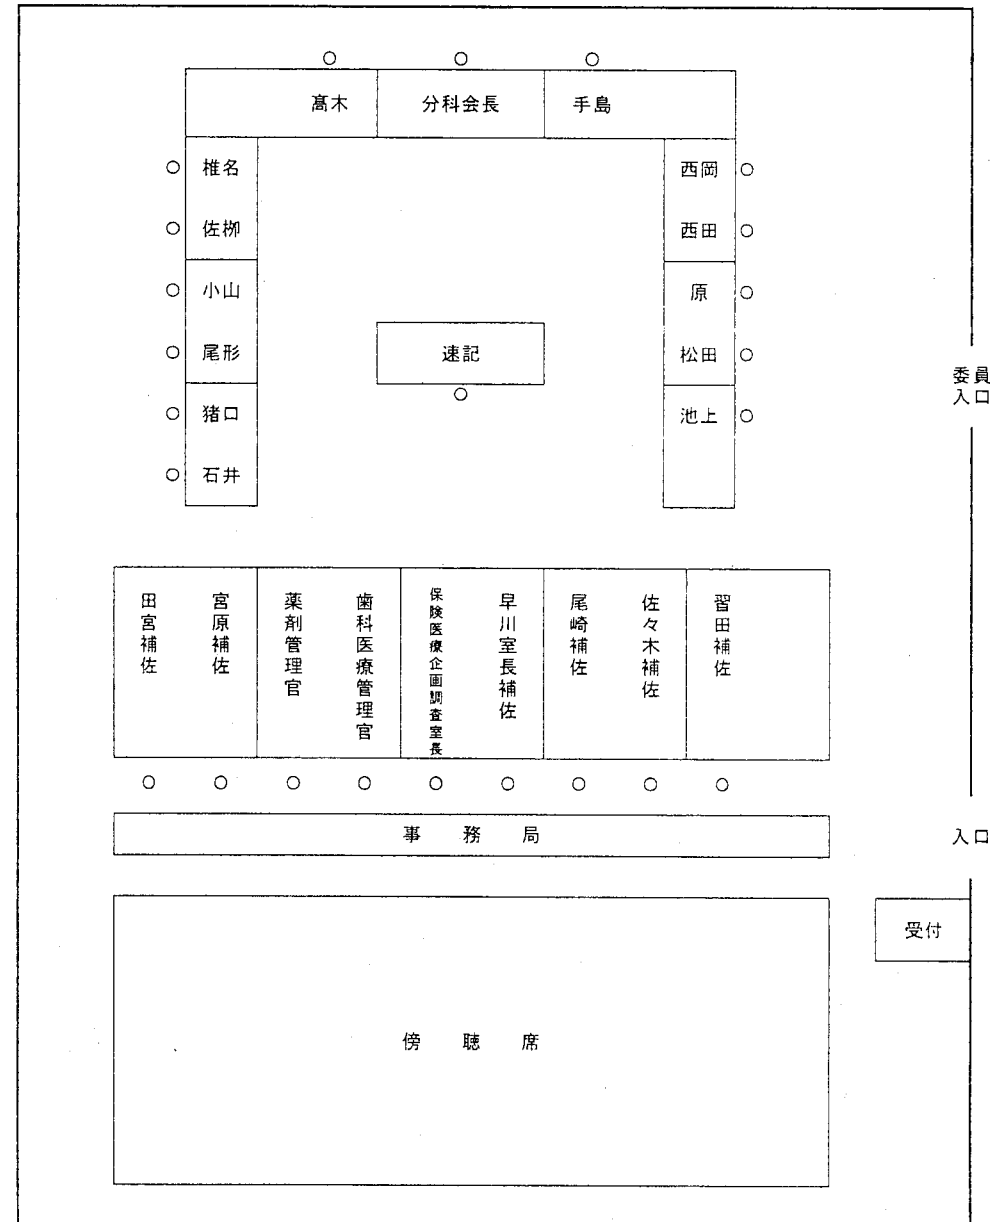 髙木
分科会長
手島
椎名
佐栁
小山
尾形
猪口
石井
西岡
西田
原
松田
池上
速記
委員
入口
田宮補佐
宮原補佐
薬剤管理官
歯科医療管理官
保険医療企画調査室長
早川室長補佐
尾崎補佐
佐々木補佐
習田補佐
事務局
入口
受付
傍聴席